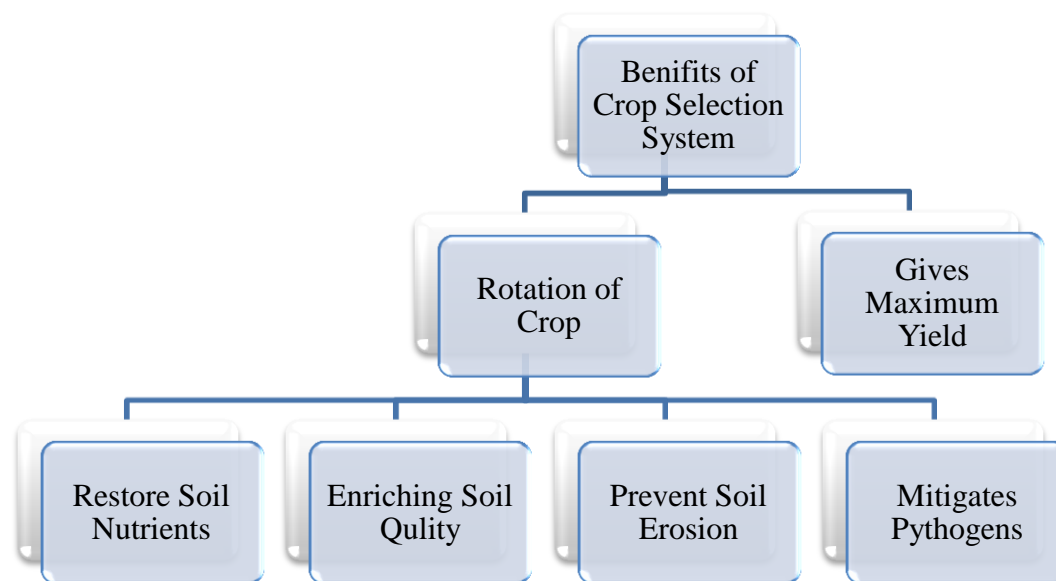 Benifits of
Crop Selection
System
Rotation of
Crop
Gives
Maximum
Yield
Restore Soil
Nutrients
Enriching Soil
Qulity
Prevent Soil
Erosion
Mitigates
Pythogens